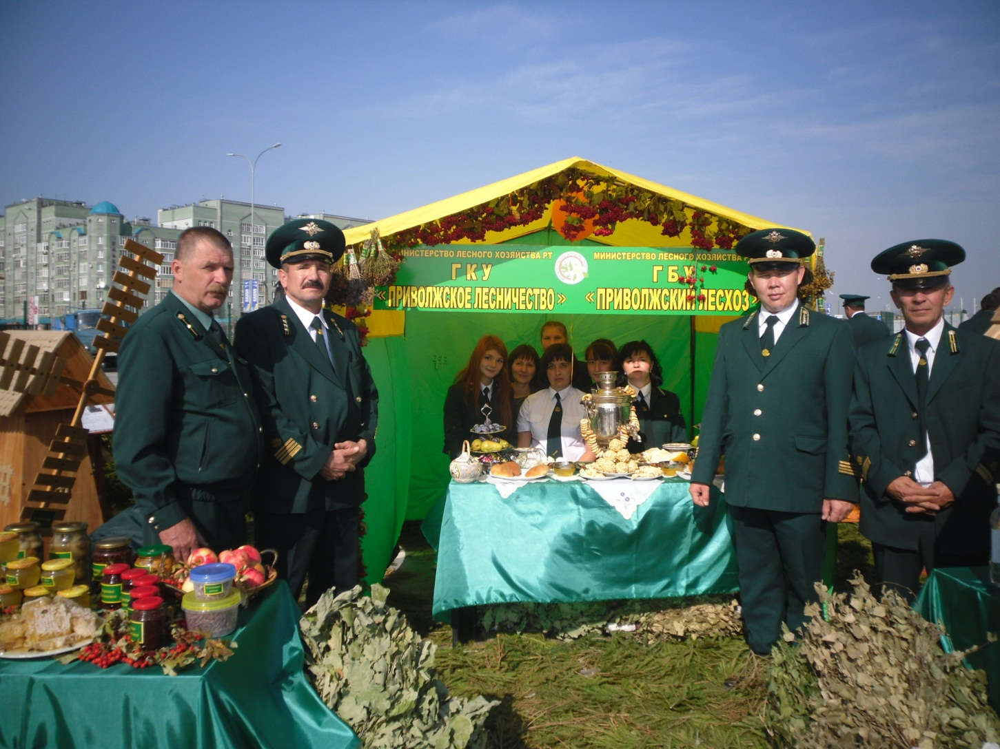 МИНИСТЕРСТВО ЛЕСНОГО ХОЗЯЙСТВА РТ
ГКУ
«ПРИВОЛЖСКОЕ ЛЕСНИЧЕСТВО»
МИНИСТЕРСТВО ЛЕСНОГО ХОЗЯЙСТВА РТ
ГБУ
«ПРИВОЛЖСКИЙ ЛЕСХОЗ»